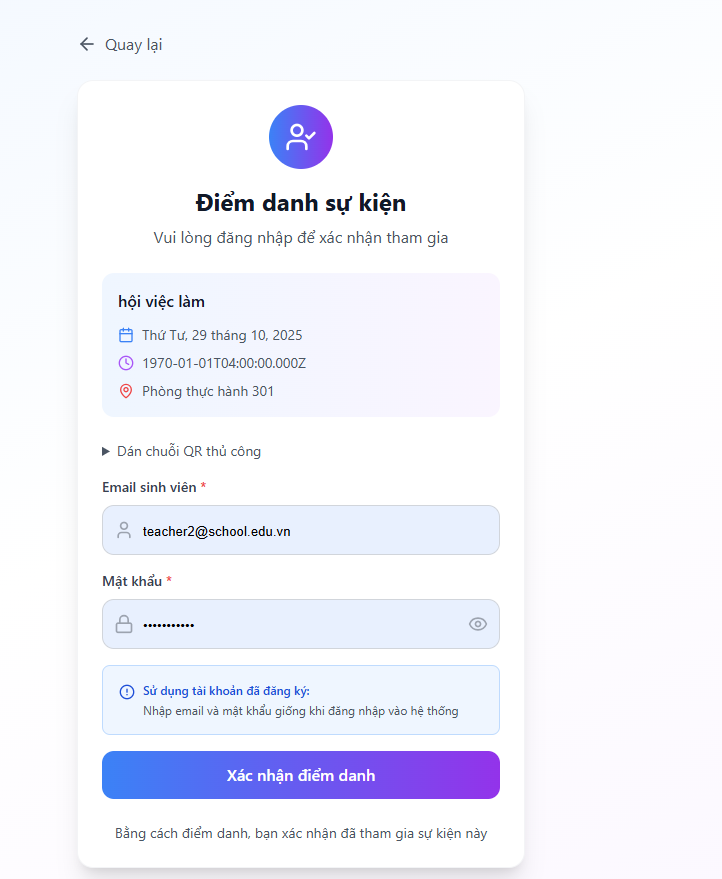 Quay lại
Điểm danh sự kiện
Vui lòng đăng nhập để xác nhận tham gia
hội việc làm
Thứ Tư, 29 tháng 10, 2025
1970-01-01T04:00:00.000Z
Phòng thực hành 301
Dán chuỗi QR thủ công
Email sinh viên *
teacher2@school.edu.vn
Mật khẩu *
•••••••••••
Sử dụng tài khoản đã đăng ký:
Nhập email và mật khẩu giống khi đăng nhập vào hệ thống
Xác nhận điểm danh
Bằng cách điểm danh, bạn xác nhận đã tham gia sự kiện này